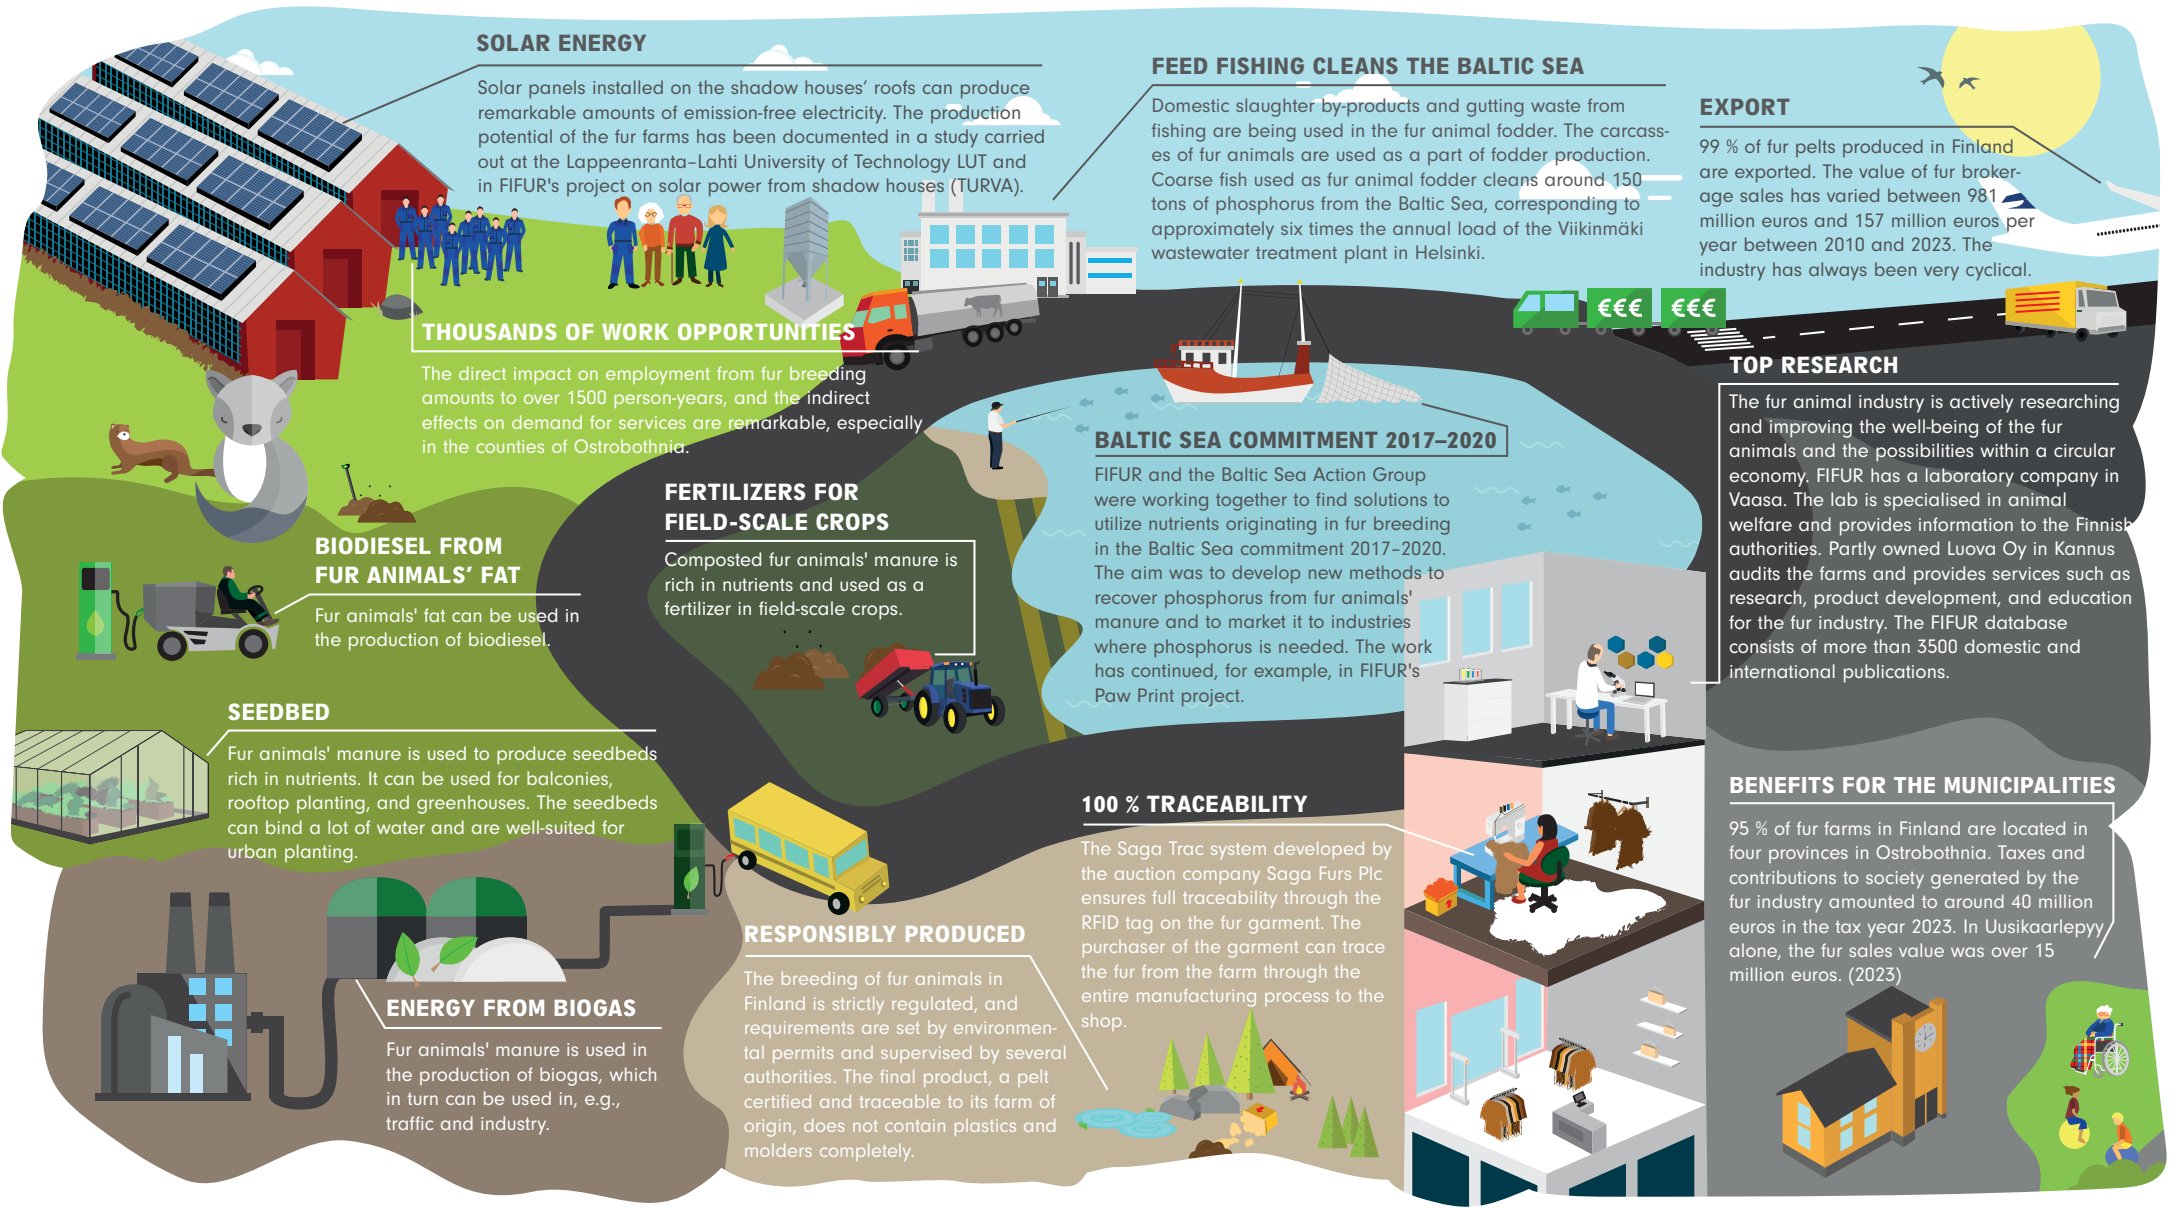 SOLAR ENERGY
Solar panels installed on the shadow houses’ roofs can produce
remarkable amounts of emission-free electricity. The production
potential of the fur farms has been documented in a study carried
out at the Lappeenranta–Lahti University of Technology LUT and
in FIFUR's project on solar power from shadow houses (TURVA).
FEED FISHING CLEANS THE BALTIC SEA
Domestic slaughter by-products and gutting waste from
fishing are being used in the fur animal fodder. The carcass-
es of fur animals are used as a part of fodder production.
Coarse fish used as fur animal fodder cleans around 150
tons of phosphorus from the Baltic Sea, corresponding to
approximately six times the annual load of the Viikinmäki
wastewater treatment plant in Helsinki.
EXPORT
99 % of fur pelts produced in Finland
are exported. The value of fur broker-
age sales has varied between 981
million euros and 157 million euros per
year between 2010 and 2023. The
industry has always been very cyclical.
€€€ €€€
THOUSANDS OF WORK OPPORTUNITIES
The direct impact on employment from fur breeding
amounts to over 1500 person-years, and the indirect
effects on demand for services are remarkable, especially
in the counties of Ostrobothnia.
TOP RESEARCH
The fur animal industry is actively researching
and improving the well-being of the fur
animals and the possibilities within a circular
economy. FIFUR has a laboratory company in
Vaasa. The lab is specialised in animal
welfare and provides information to the Finnish
authorities. Partly owned Luova Oy in Kannus
audits the farms and provides services such as
research, product development, and education
for the fur industry. The FIFUR database
consists of more than 3500 domestic and
international publications.
BALTIC SEA COMMITMENT 2017–2020
FIFUR and the Baltic Sea Action Group
were working together to find solutions to
utilize nutrients originating in fur breeding
in the Baltic Sea commitment 2017–2020.
The aim was to develop new methods to
recover phosphorus from fur animals'
manure and to market it to industries
where phosphorus is needed. The work
has continued, for example, in FIFUR's
Paw Print project.
FERTILIZERS FOR
FIELD-SCALE CROPS
Composted fur animals' manure is
rich in nutrients and used as a
fertilizer in field-scale crops.
BIODIESEL FROM
FUR ANIMALS’ FAT
Fur animals' fat can be used in
the production of biodiesel.
SEEDBED
Fur animals' manure is used to produce seedbeds
rich in nutrients. It can be used for balconies,
rooftop planting, and greenhouses. The seedbeds
can bind a lot of water and are well-suited for
urban planting.
100 % TRACEABILITY
The Saga Trac system developed by
the auction company Saga Furs Plc
ensures full traceability through the
RFID tag on the fur garment. The
purchaser of the garment can trace
the fur from the farm through the
entire manufacturing process to the
shop.
BENEFITS FOR THE MUNICIPALITIES
95 % of fur farms in Finland are located in
four provinces in Ostrobothnia. Taxes and
contributions to society generated by the
fur industry amounted to around 40 million
euros in the tax year 2023. In Uusikaarlepyy
alone, the fur sales value was over 15
million euros. (2023)
RESPONSIBLY PRODUCED
The breeding of fur animals in
Finland is strictly regulated, and
requirements are set by environmen-
tal permits and supervised by several
authorities. The final product, a pelt
certified and traceable to its farm of
origin, does not contain plastics and
molders completely.
ENERGY FROM BIOGAS
Fur animals' manure is used in
the production of biogas, which
in turn can be used in, e.g.,
traffic and industry.